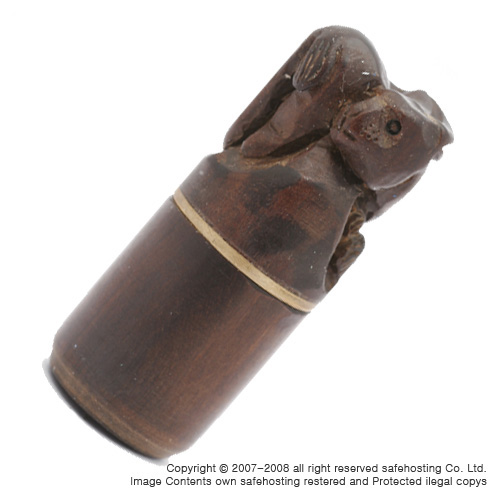 Copyright © 2007-2008 all right reserved safehosting Co. Ltd.
Image Contents own safehosting restered and Protected ilegal copys